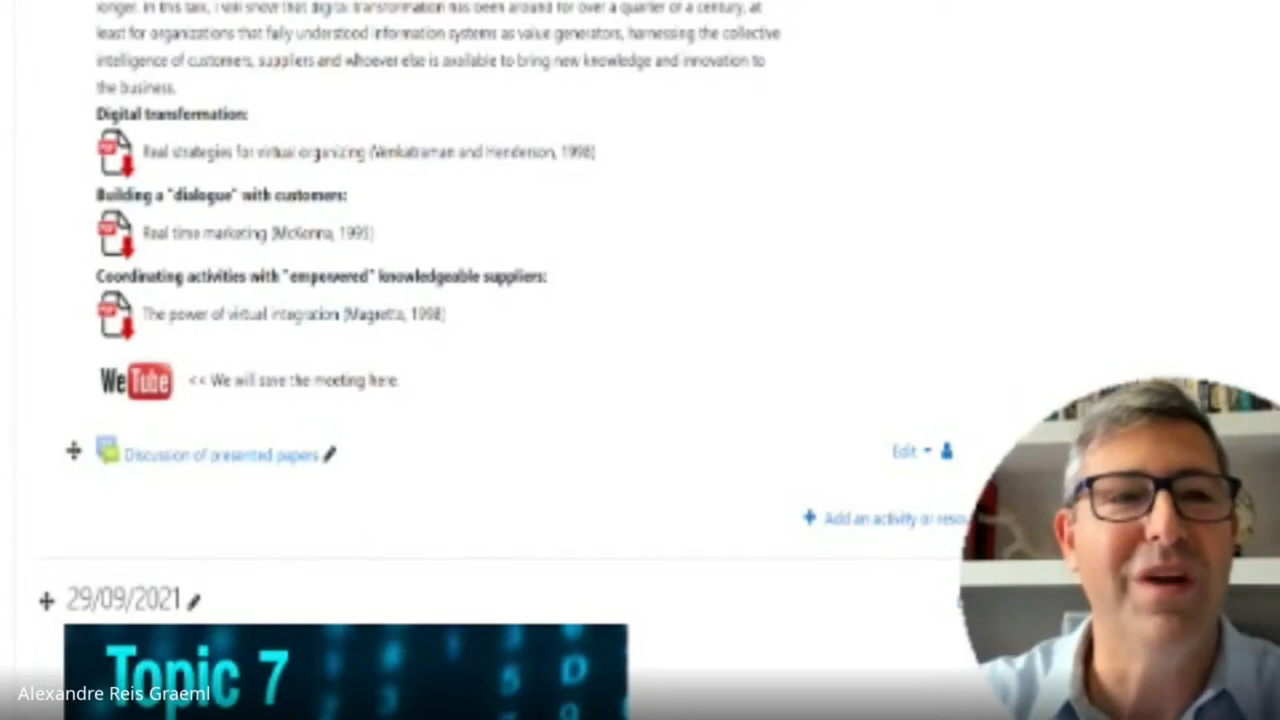 longer. In this talk, I will show that digital transformation has been around for over a quarter of a century, at
least for organizations that fully understood information systems as value generators, harnessing the collective
intelligence of customers, suppliers and whoever else is available to bring new knowledge and innovation to
the business.
Digital transformation:
Real strategies for virtual organizing (Venkatraman and Henderson, 1998)
Building a "dialogue" with customers:
Real time marketing (McKenna, 1995)
Coordinating activities with "empowered" knowledgeable suppliers:
The power of virtual integration (Magretta, 1998)
WeTube << We will save the meeting here.
Discussion of presented papers
Edit
Add an activity or reso
29/09/2021
Topic 7
Alexandre Reis Graeml